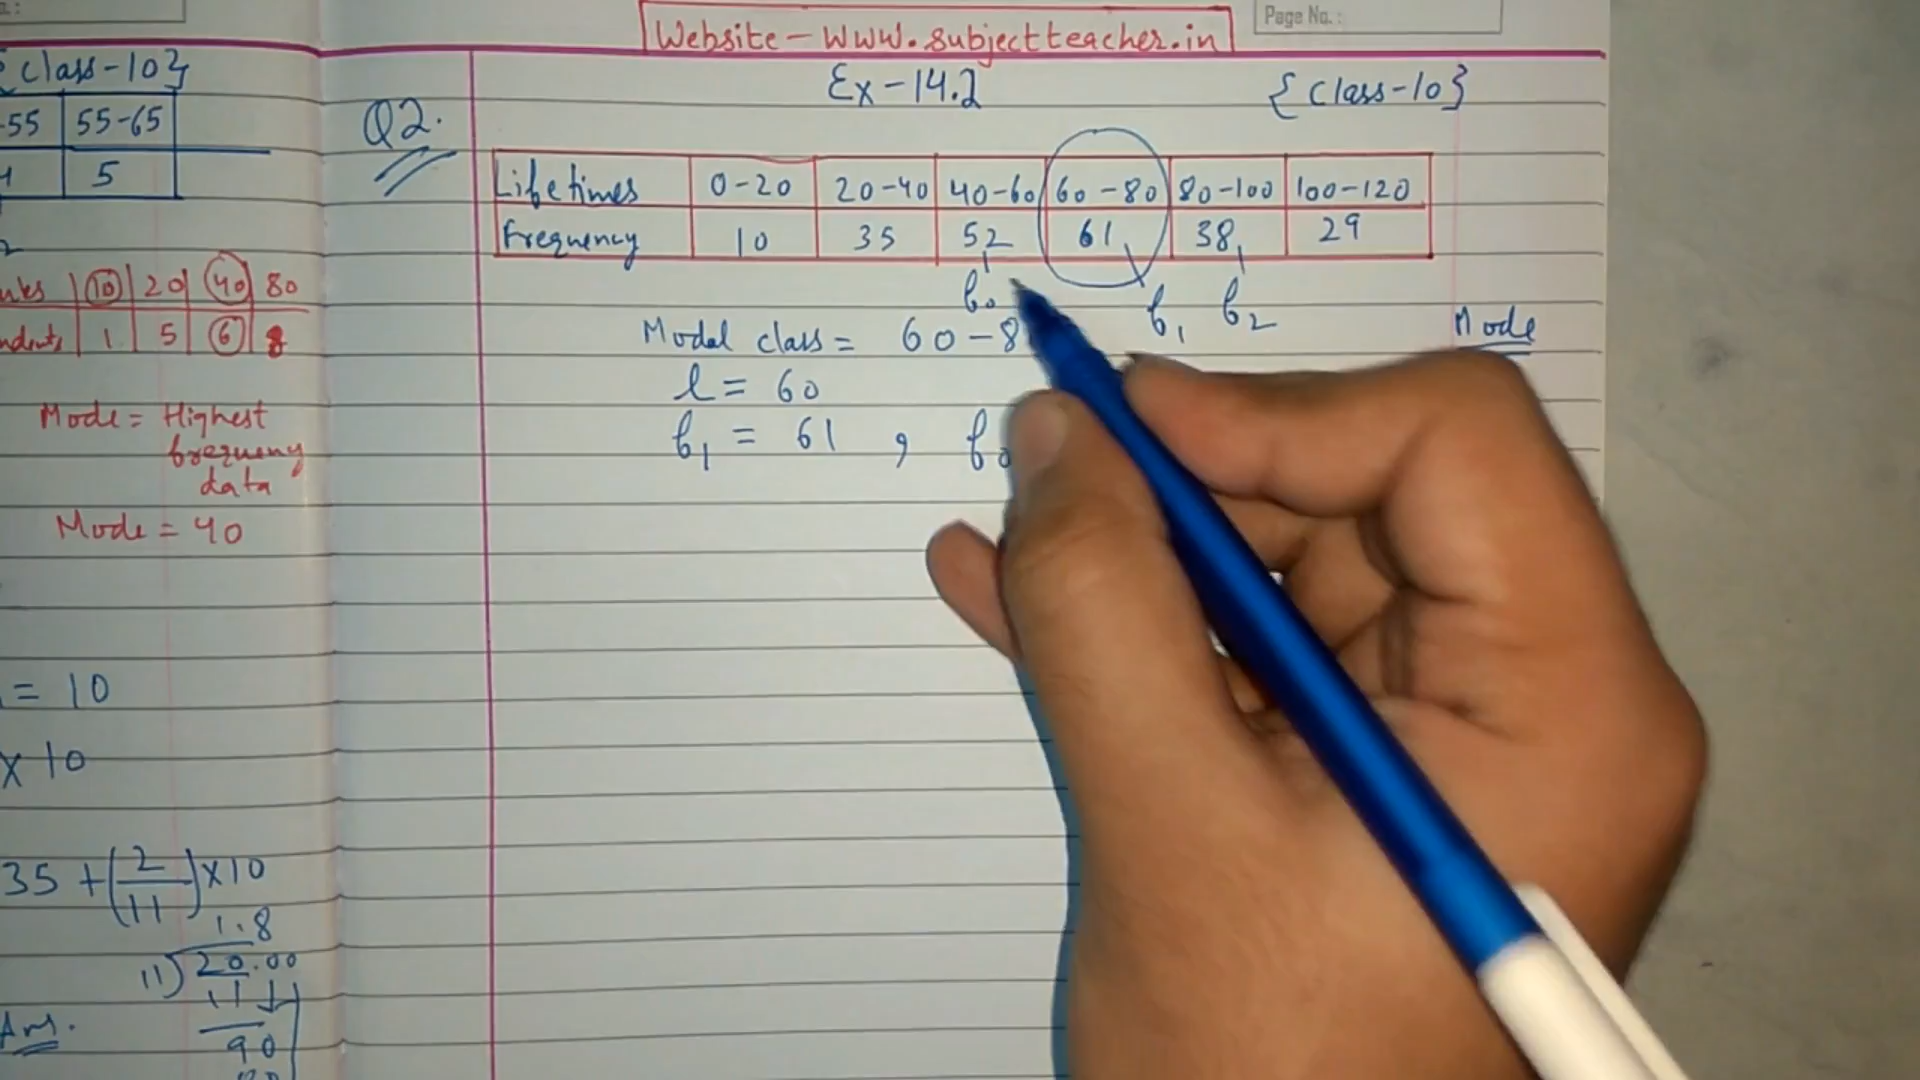 Page No. :
Website - www.subjectteacher.in
{Class-10}
55-65
5
10 20 40 80
1 5 6 8
Mode = Highest
frequency
data
Mode = 40
= 10
x 10
35 + (2/11) x 10
1.8
11)20.00
11
90
Ans.
Ex-14.2 {Class-10}
Q2.
Lifetimes 0-20 20-40 40-60 60-80 80-100 100-120
Frequency 10 35 52 61 38 29
f0 f1 f2
Modal class = 60-8
Mode
l = 60
f1 = 61 , f0